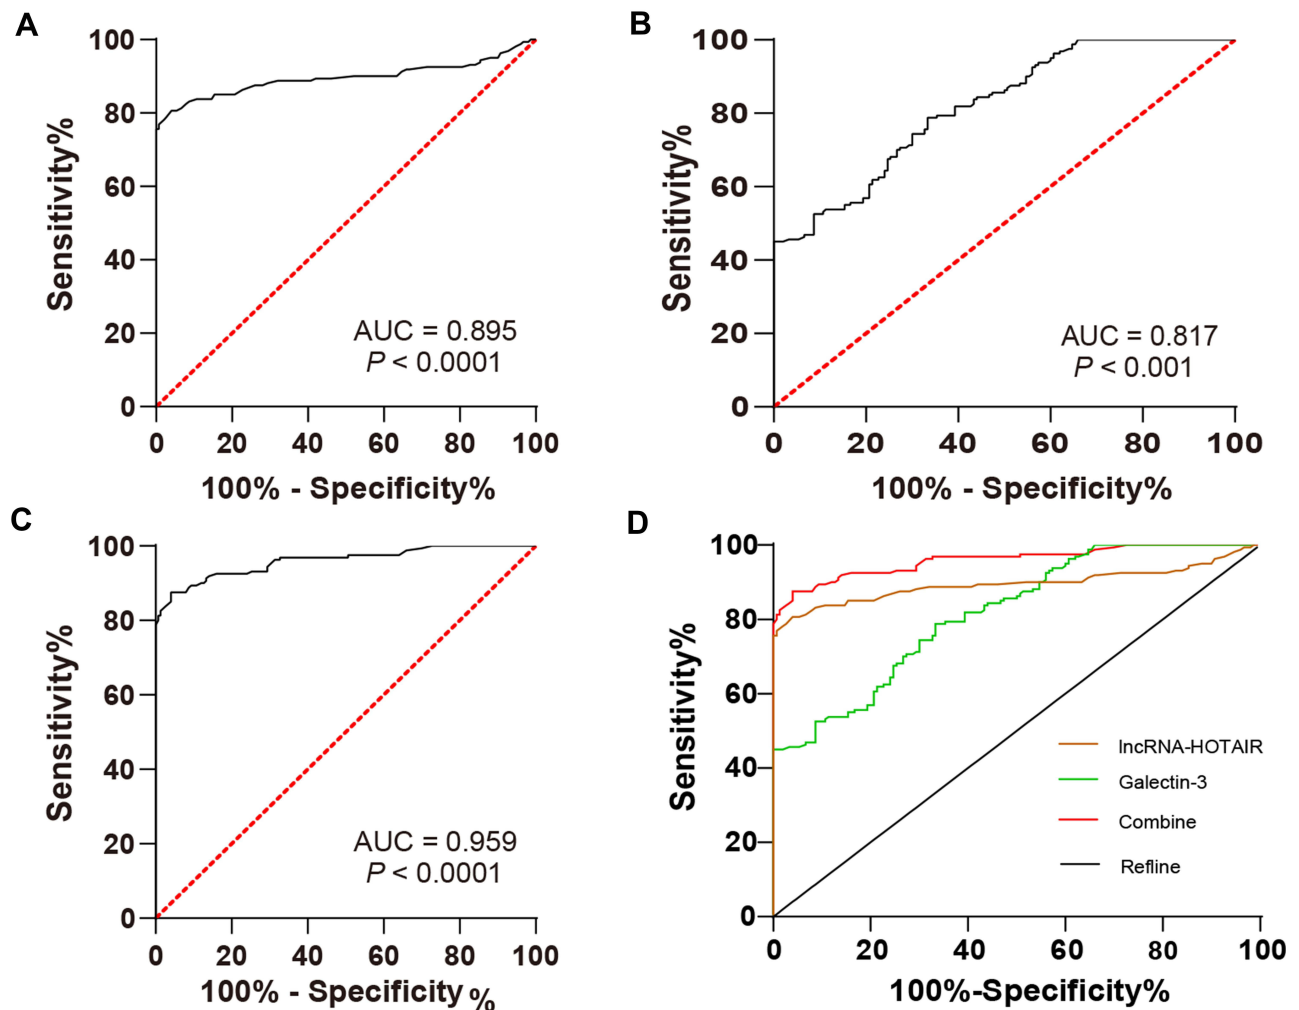 A
100
80
60
40
20
0
Sensitivity%
AUC = 0.895
P < 0.0001
0 20 40 60 80 100
100% - Specificity%
B
100
80
60
40
20
0
Sensitivity%
AUC = 0.817
P < 0.001
0 20 40 60 80 100
100% - Specificity%
C
100
80
60
40
20
0
Sensitivity%
AUC = 0.959
P < 0.0001
0 20 40 60 80 100
100% - Specificity %
D
100
80
60
40
20
0
Sensitivity%
lncRNA-HOTAIR
Galectin-3
Combine
Refline
0 20 40 60 80 100
100%-Specificity%